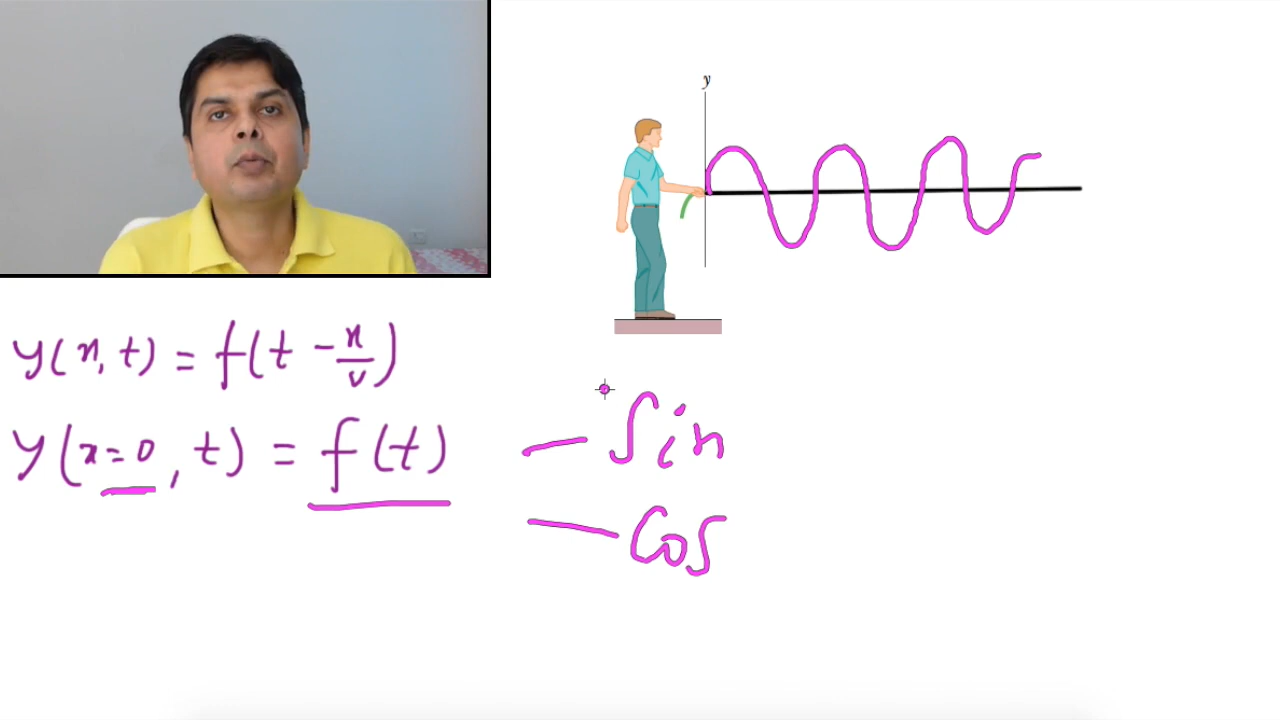 y
y(x, t) = f(t - x/v)
y(x=0, t) = f(t)
— Sin
— Cos